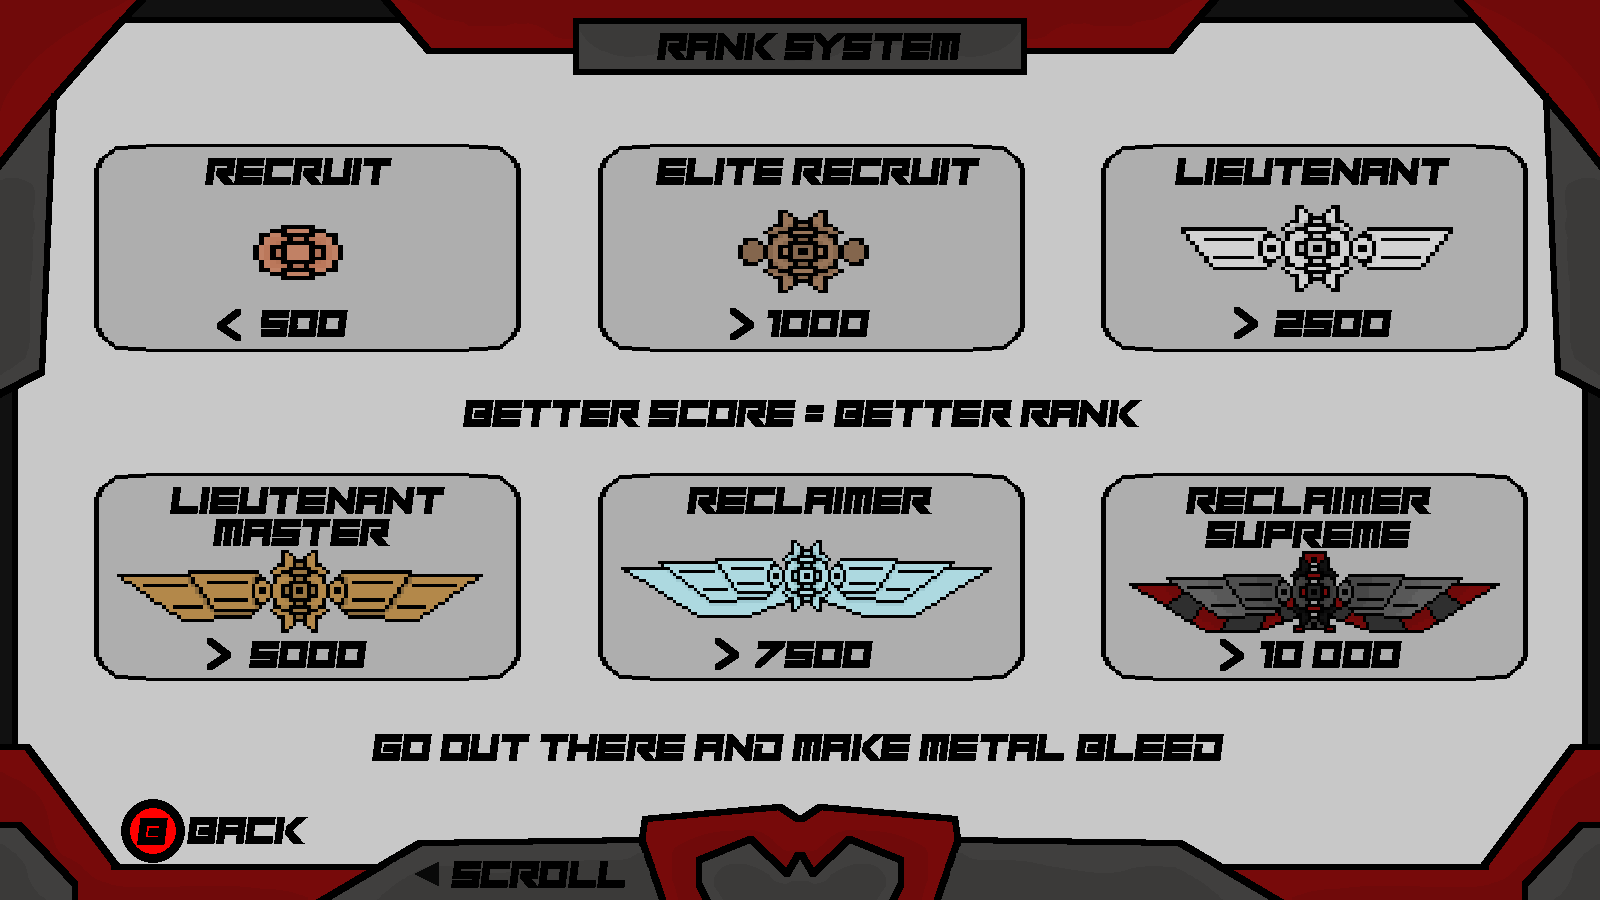 RANK SYSTEM
RECRUIT
< 500
ELITE RECRUIT
> 1000
LIEUTENANT
> 2500
BETTER SCORE = BETTER RANK
LIEUTENANT
MASTER
> 5000
RECLAIMER
> 7500
RECLAIMER
SUPREME
> 10 000
GO OUT THERE AND MAKE METAL BLEED
B BACK
◄ SCROLL